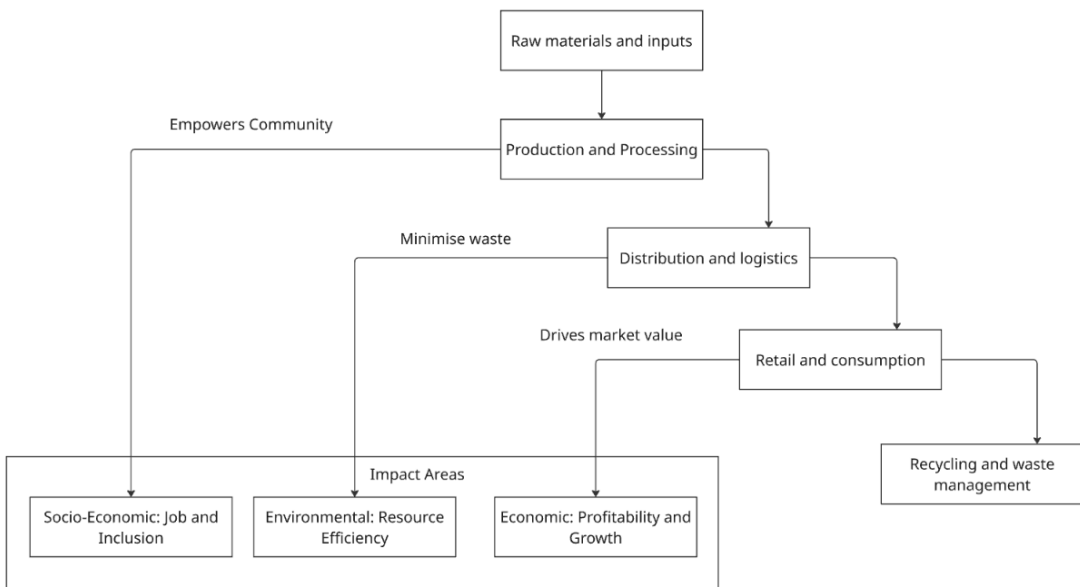 Raw materials and inputs
Empowers Community
Production and Processing
Minimise waste
Distribution and logistics
Drives market value
Retail and consumption
Recycling and waste
management
Impact Areas
Socio-Economic: Job and
Inclusion
Environmental: Resource
Efficiency
Economic: Profitability and
Growth